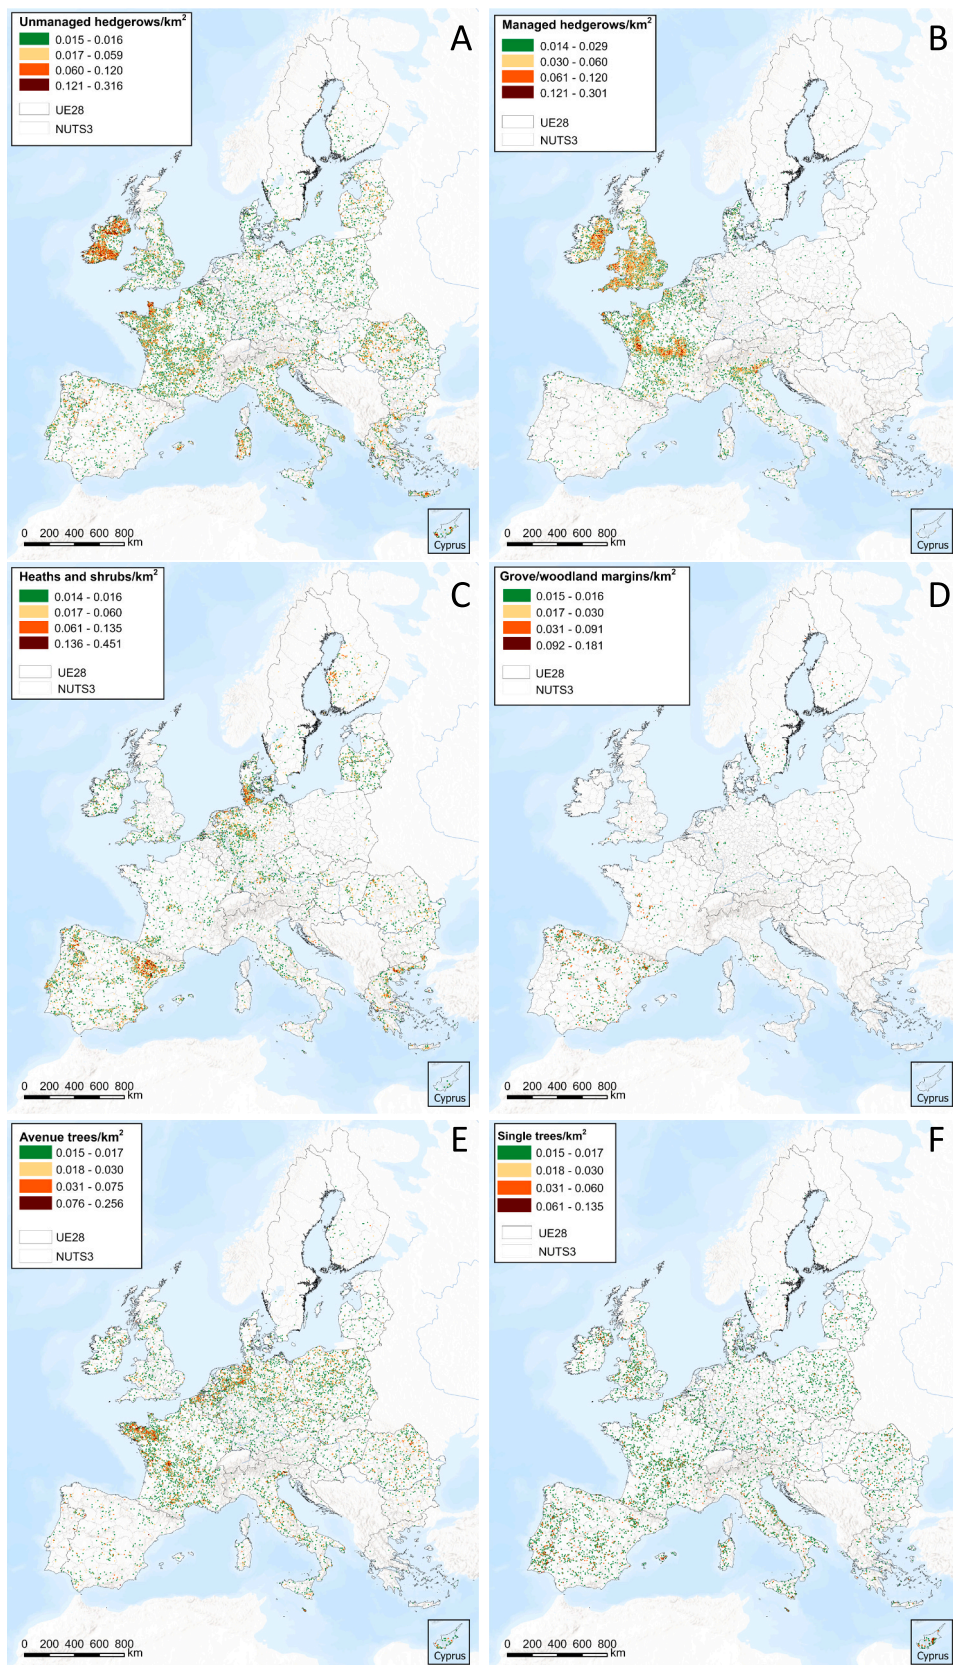 Unmanaged hedgerows/km²
0.015 - 0.016
0.017 - 0.059
0.060 - 0.120
0.121 - 0.316
UE28
NUTS3
A
0 200 400 600 800
km
Cyprus
Managed hedgerows/km²
0.014 - 0.029
0.030 - 0.060
0.061 - 0.120
0.121 - 0.301
UE28
NUTS3
B
0 200 400 600 800
km
Cyprus
Heaths and shrubs/km²
0.014 - 0.016
0.017 - 0.060
0.061 - 0.135
0.136 - 0.451
UE28
NUTS3
C
0 200 400 600 800
km
Cyprus
Grove/woodland margins/km²
0.015 - 0.016
0.017 - 0.030
0.031 - 0.091
0.092 - 0.181
UE28
NUTS3
D
0 200 400 600 800
km
Cyprus
Avenue trees/km²
0.015 - 0.017
0.018 - 0.030
0.031 - 0.075
0.076 - 0.256
UE28
NUTS3
E
0 200 400 600 800
km
Cyprus
Single trees/km²
0.015 - 0.017
0.018 - 0.030
0.031 - 0.060
0.061 - 0.135
UE28
NUTS3
F
0 200 400 600 800
km
Cyprus